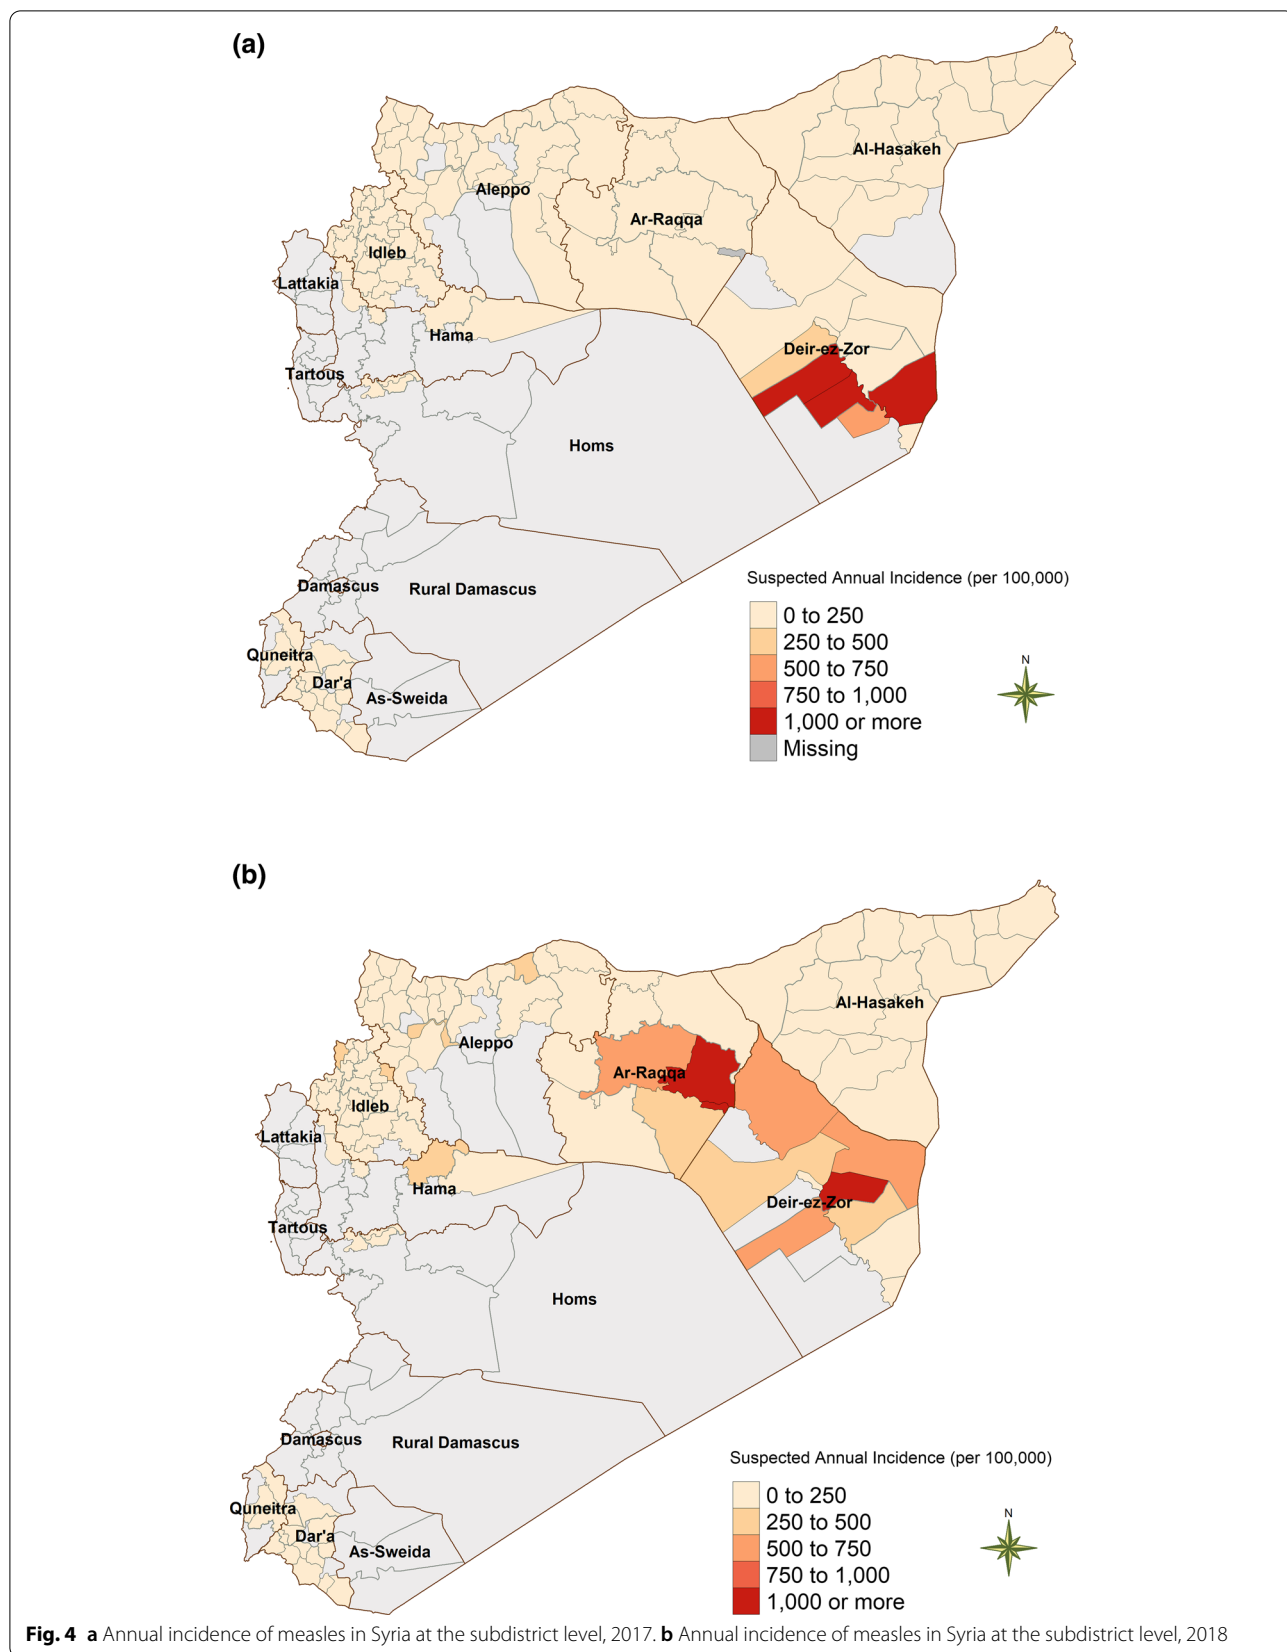 (a)
Al-Hasakeh
Aleppo
Ar-Raqqa
Idleb
Lattakia
Hama
Deir-ez-Zor
Tartous
Homs
Damascus
Rural Damascus
Quneitra
Dar'a
As-Sweida
Suspected Annual Incidence (per 100,000)
0 to 250
250 to 500
500 to 750
750 to 1,000
1,000 or more
Missing
N
(b)
Al-Hasakeh
Aleppo
Ar-Raqqa
Idleb
Lattakia
Hama
Deir-ez-Zor
Tartous
Homs
Damascus
Rural Damascus
Quneitra
Dar'a
As-Sweida
Suspected Annual Incidence (per 100,000)
0 to 250
250 to 500
500 to 750
750 to 1,000
1,000 or more
N
Fig. 4 a Annual incidence of measles in Syria at the subdistrict level, 2017. b Annual incidence of measles in Syria at the subdistrict level, 2018